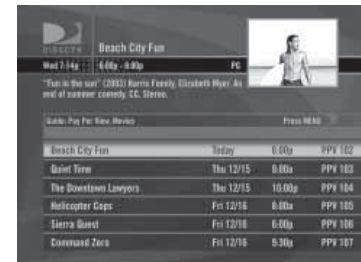 DIRECTV
Beach City Fun
Wed 7:14p 6:00p - 8:00p PG
"Fun in the sun" (2003) Harris Fennly, Elizabeth Myer. An
end of summer comedy. CC, Stereo.
Guide: Pay Per View, Movies Press MENU
Beach City Fun Today 6:00p PPV 102
Quiet Time Thu 12/15 8:00a PPV 103
The Downtown Lawyers Thu 12/15 10:00p PPV 104
Helicopter Cops Fri 12/16 6:00a PPV 105
Sierra Quest Fri 12/16 6:00p PPV 106
Command Zero Fri 12/16 9:30p PPV 107